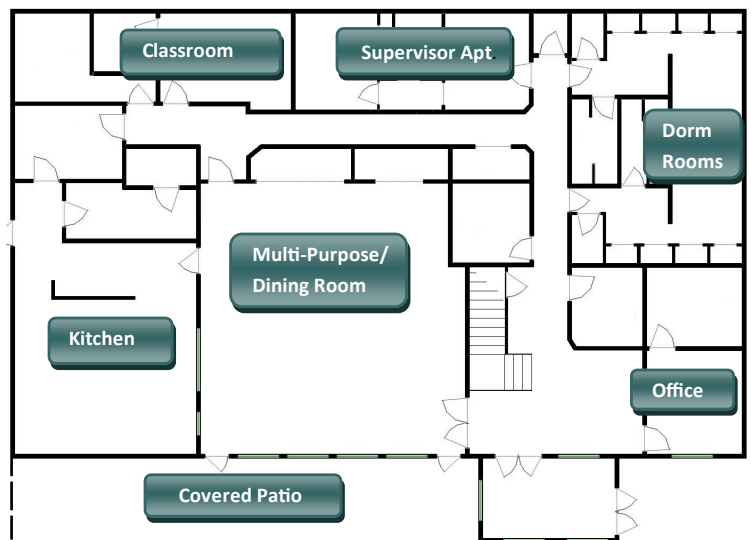 Classroom
Supervisor Apt.
Dorm
Rooms
Multi-Purpose/
Dining Room
Kitchen
Office
Covered Patio